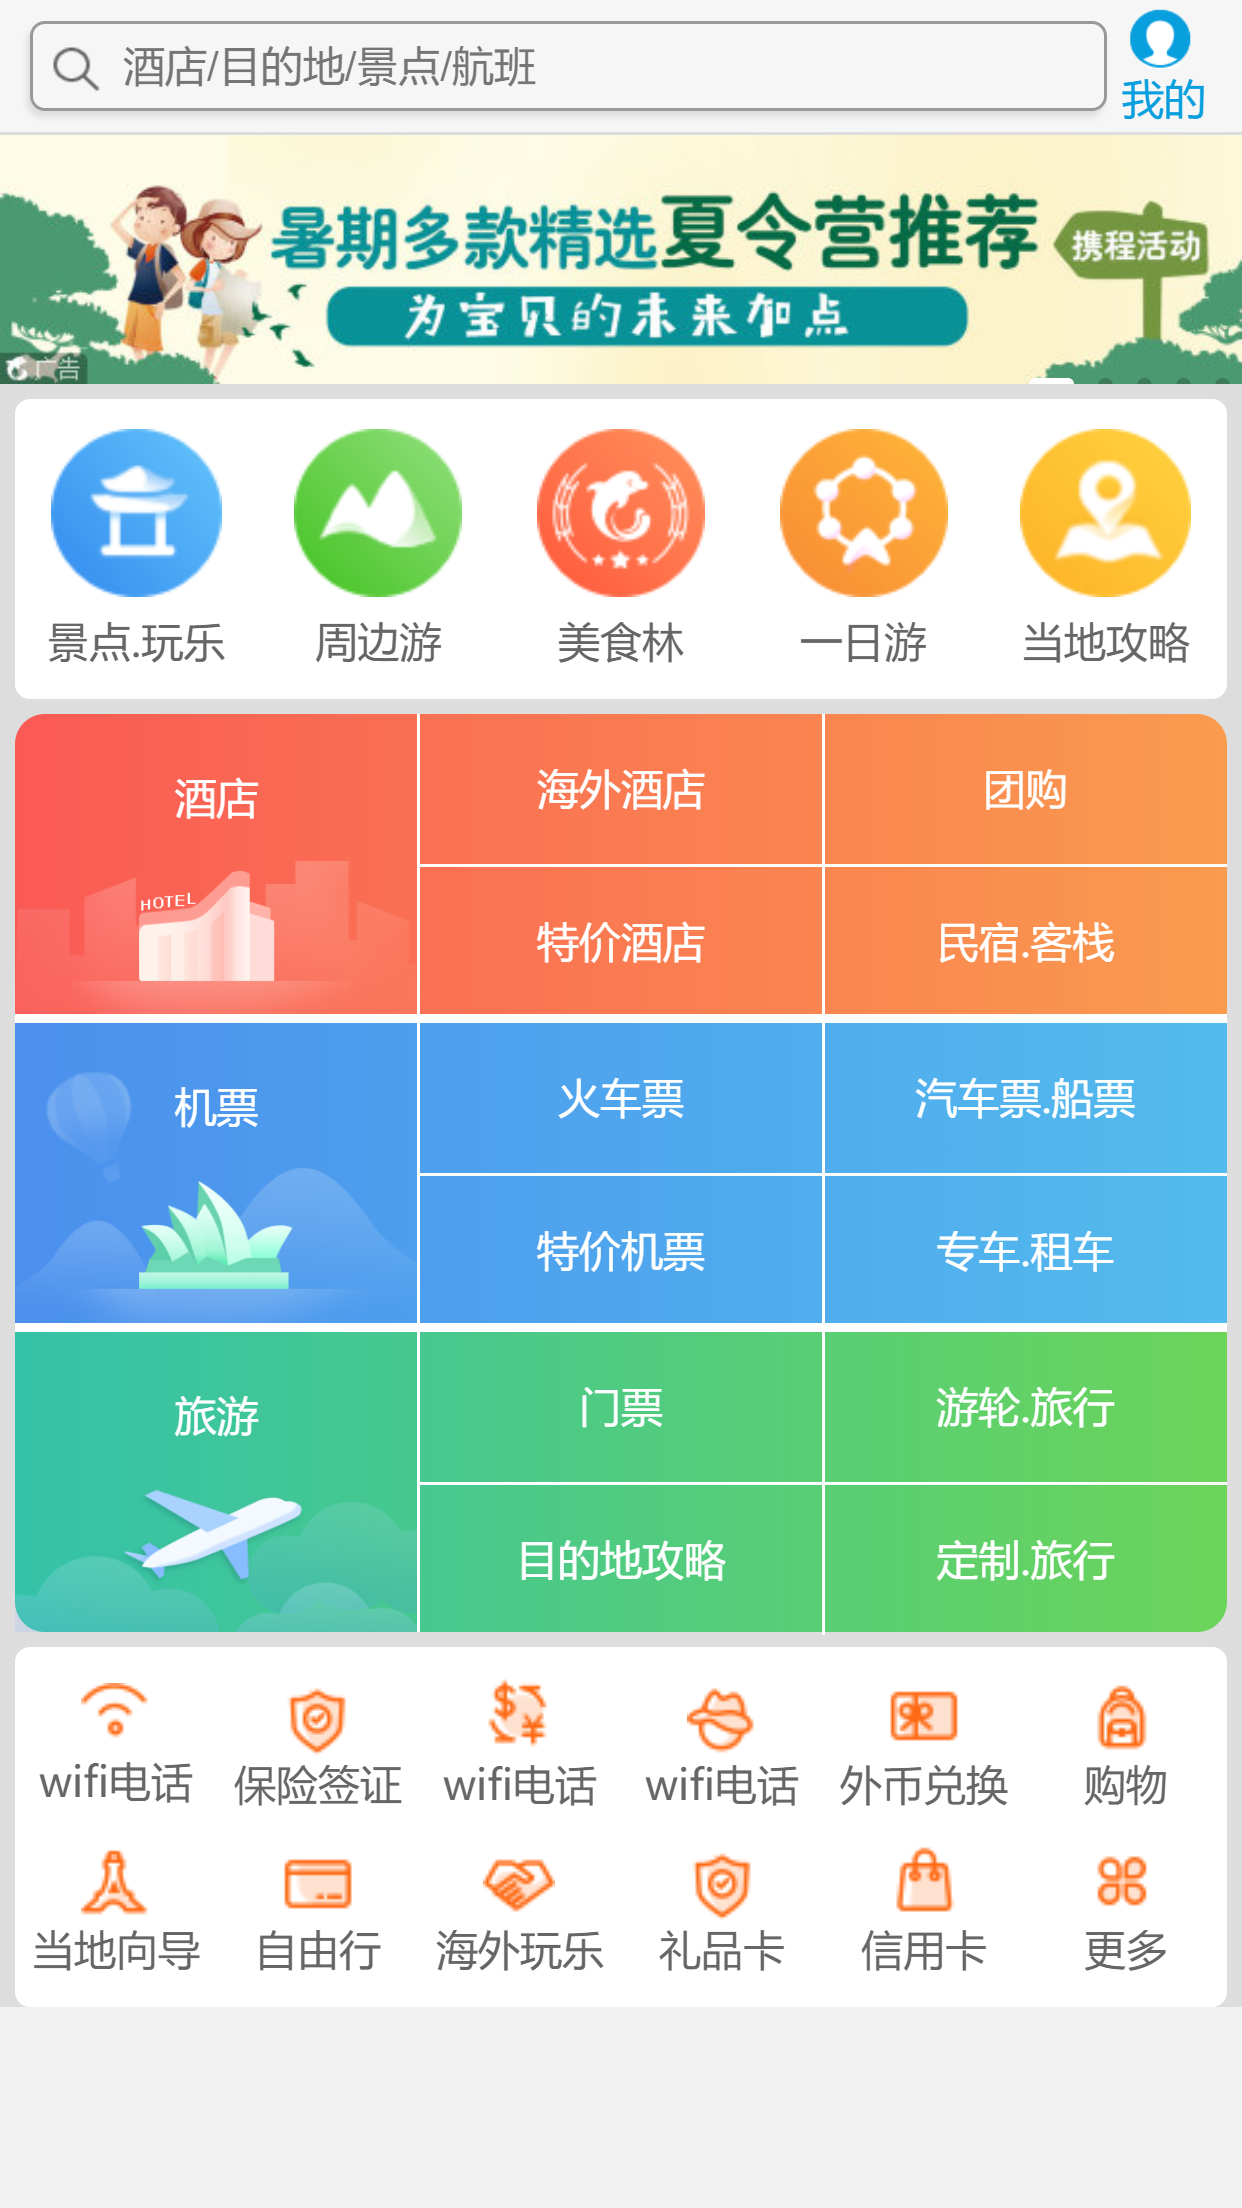 酒店/目的地/景点/航班
我的
暑期多款精选夏令营推荐
携程活动
为宝贝的未来加点
广告
景点.玩乐 周边游 美食林 一日游 当地攻略
酒店 海外酒店 团购
HOTEL
特价酒店 民宿.客栈
机票 火车票 汽车票.船票
特价机票 专车.租车
旅游 门票 游轮.旅行
目的地攻略 定制.旅行
wifi电话 保险签证 wifi电话 wifi电话 外币兑换 购物
当地向导 自由行 海外玩乐 礼品卡 信用卡 更多